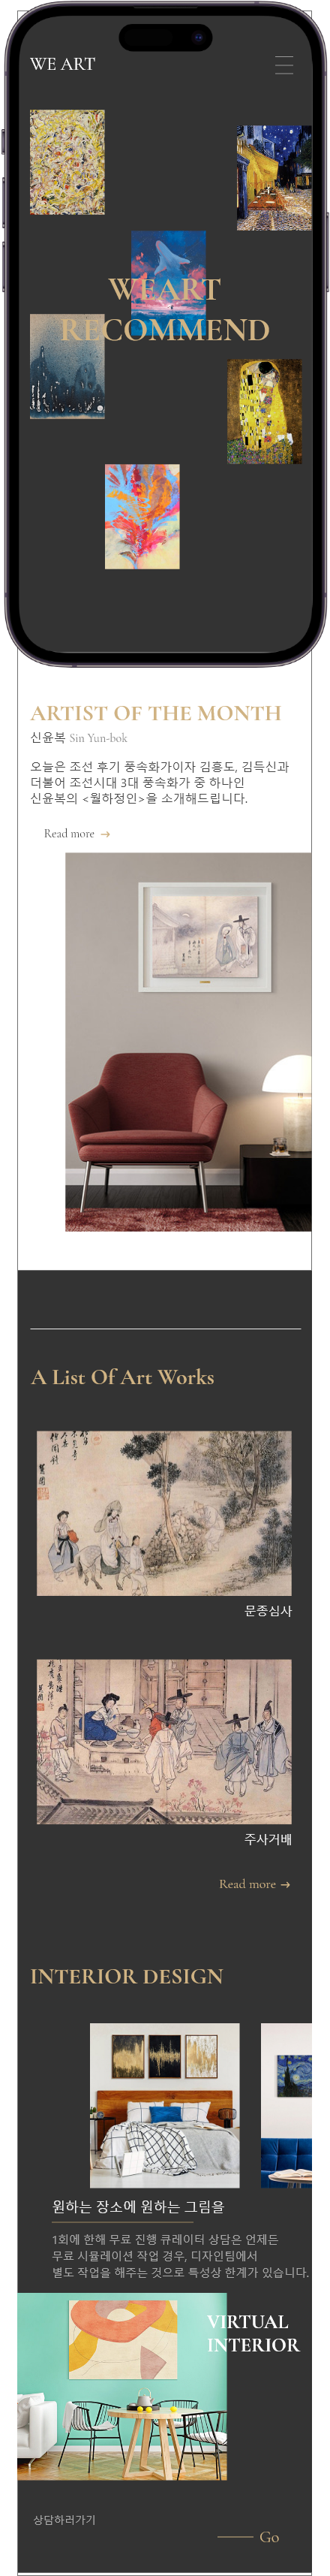 WE ART
WEART
RECOMMEND
ARTIST OF THE MONTH
신윤복 Sin Yun-bok
오늘은 조선 후기 풍속화가이자 김홍도, 김득신과
더불어 조선시대 3대 풍속화가 중 하나인
신윤복의 <월하정인>을 소개해드립니다.
Read more →
A List Of Art Works
문종심사
주사거배
Read more →
INTERIOR DESIGN
원하는 장소에 원하는 그림을
1회에 한해 무료 진행 큐레이터 상담은 언제든
무료 시뮬레이션 작업 경우, 디자인팀에서
별도 작업을 해주는 것으로 특성상 한계가 있습니다.
VIRTUAL
INTERIOR
상담하러가기
Go